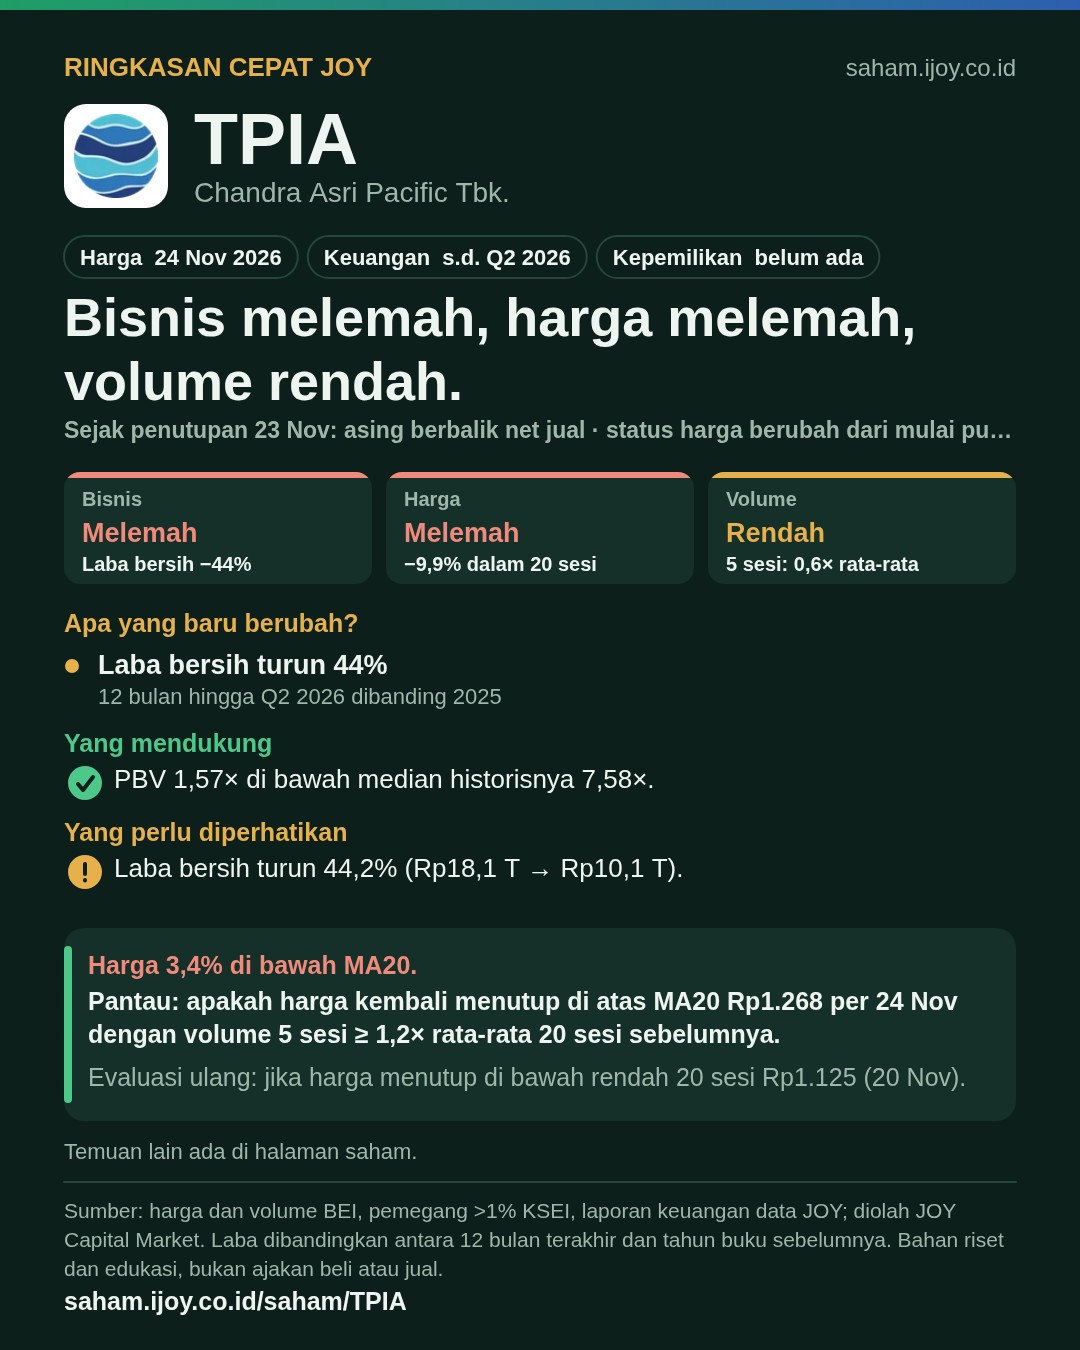 RINGKASAN CEPAT JOY
saham.ijoy.co.id
TPIA
Chandra Asri Pacific Tbk.
Harga 24 Nov 2026
Keuangan s.d. Q2 2026
Kepemilikan belum ada
Bisnis melemah, harga melemah,
volume rendah.
Sejak penutupan 23 Nov: asing berbalik net jual · status harga berubah dari mulai pu…
Bisnis
Melemah
Laba bersih −44%
Harga
Melemah
−9,9% dalam 20 sesi
Volume
Rendah
5 sesi: 0,6× rata-rata
Apa yang baru berubah?
Laba bersih turun 44%
12 bulan hingga Q2 2026 dibanding 2025
Yang mendukung
PBV 1,57× di bawah median historisnya 7,58×.
Yang perlu diperhatikan
Laba bersih turun 44,2% (Rp18,1 T → Rp10,1 T).
Harga 3,4% di bawah MA20.
Pantau: apakah harga kembali menutup di atas MA20 Rp1.268 per 24 Nov
dengan volume 5 sesi ≥ 1,2× rata-rata 20 sesi sebelumnya.
Evaluasi ulang: jika harga menutup di bawah rendah 20 sesi Rp1.125 (20 Nov).
Temuan lain ada di halaman saham.
Sumber: harga dan volume BEI, pemegang >1% KSEI, laporan keuangan data JOY; diolah JOY
Capital Market. Laba dibandingkan antara 12 bulan terakhir dan tahun buku sebelumnya. Bahan riset
dan edukasi, bukan ajakan beli atau jual.
saham.ijoy.co.id/saham/TPIA